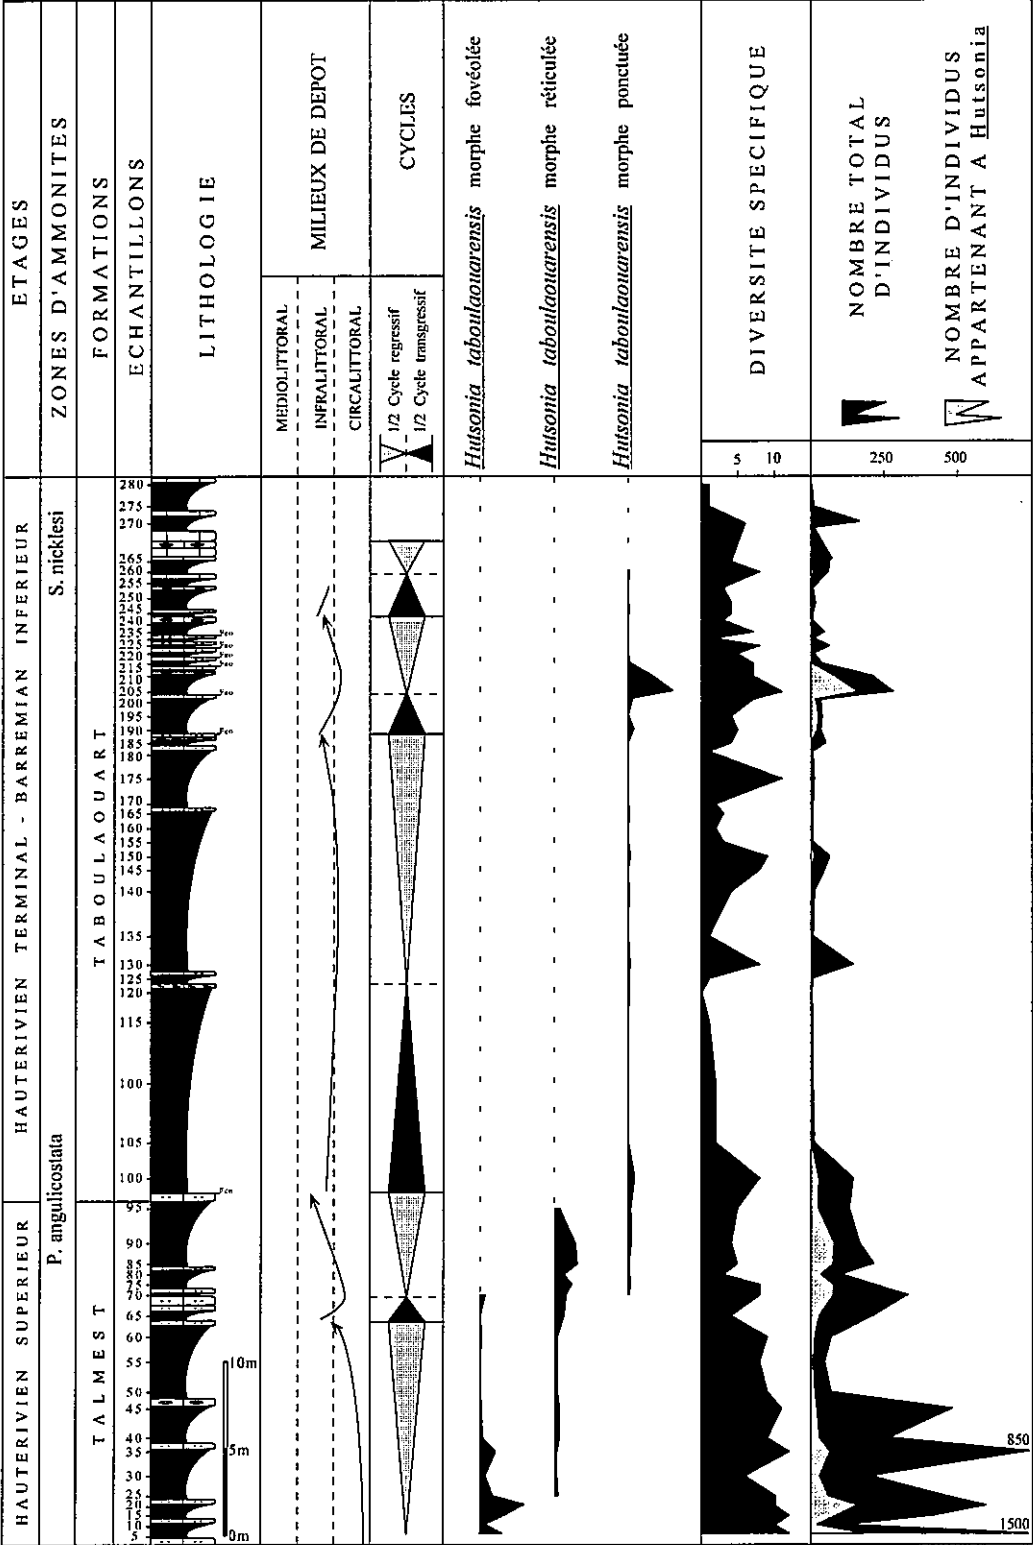 ETAGES
HAUTERIVIEN SUPERIEUR
HAUTERIVIEN TERMINAL - BARREMIAN INFERIEUR
ZONES D'AMMONITES
P. angulicostata
S. nicklesi
FORMATIONS
TALMEST
TABOULAOUART
ECHANTILLONS
280
275
270
265
260
255
250
245
240
235
225
220
215
210
205
200
195
190
185
180
175
170
165
160
155
150
145
140
135
130
125
120
115
100
105
100
95
90
85
80
75
70
65
60
55
50
45
40
35
30
25
20
15
10
5
LITHOLOGIE
10m
5m
0m
MILIEUX DE DEPOT
MEDIOLITTORAL
INFRALITTORAL
CIRCALITTORAL
CYCLES
1/2 Cycle regressif
1/2 Cycle transgressif
Hutsonia taboulaouarensis morphe fovéolée
Hutsonia taboulaouarensis morphe réticulée
Hutsonia taboulaouarensis morphe ponctuée
DIVERSITE SPECIFIQUE
5
10
NOMBRE TOTAL
D'INDIVIDUS
NOMBRE D'INDIVIDUS
APPARTENANT A Hutsonia
250
500
850
1500